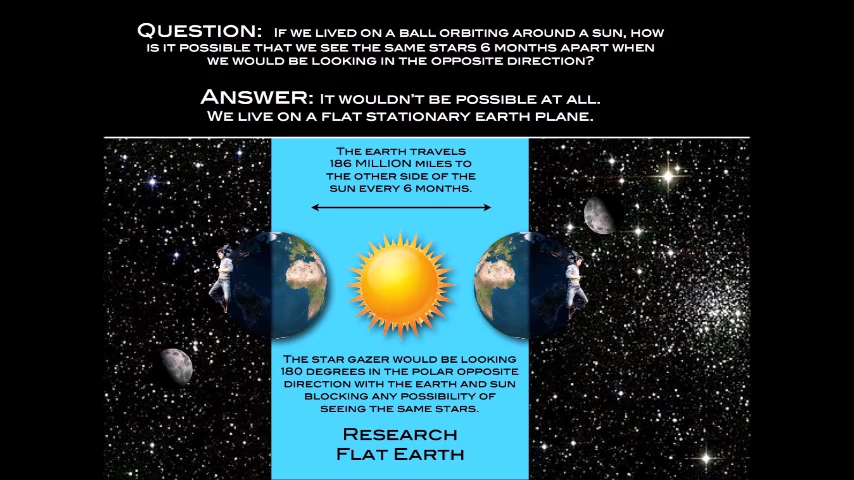 QUESTION: IF WE LIVED ON A BALL ORBITING AROUND A SUN, HOW
IS IT POSSIBLE THAT WE SEE THE SAME STARS 6 MONTHS APART WHEN
WE WOULD BE LOOKING IN THE OPPOSITE DIRECTION?
ANSWER: IT WOULDN'T BE POSSIBLE AT ALL.
WE LIVE ON A FLAT STATIONARY EARTH PLANE.
THE EARTH TRAVELS
186 MILLION MILES TO
THE OTHER SIDE OF THE
SUN EVERY 6 MONTHS.
THE STAR GAZER WOULD BE LOOKING
180 DEGREES IN THE POLAR OPPOSITE
DIRECTION WITH THE EARTH AND SUN
BLOCKING ANY POSSIBILITY OF
SEEING THE SAME STARS.
RESEARCH
FLAT EARTH